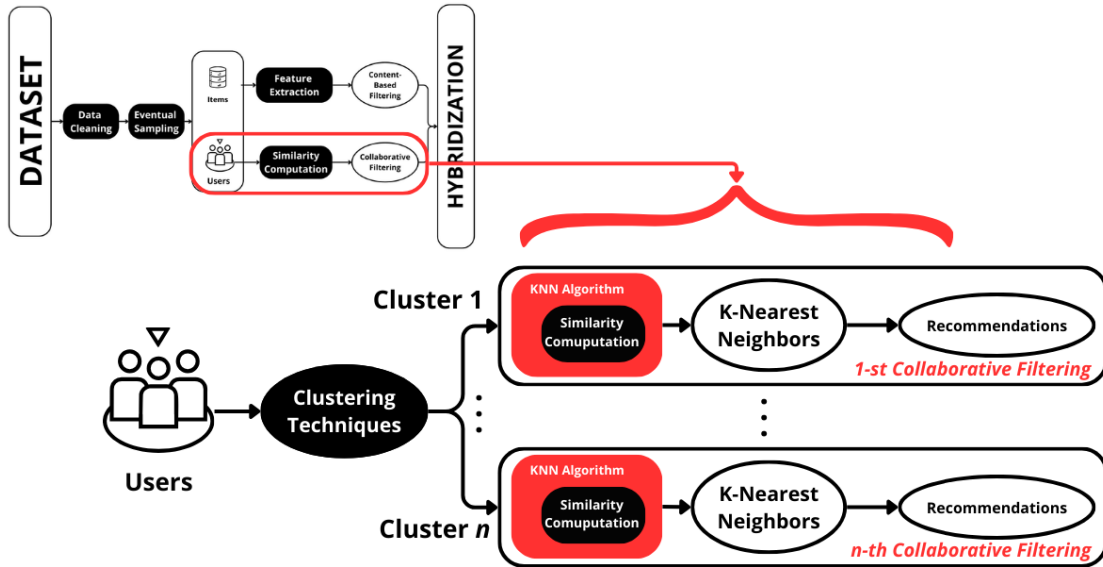 DATASET
Data
Cleaning
Eventual
Sampling
Items
Users
Feature
Extraction
Content-
Based
Filtering
Similarity
Computation
Collaborative
Filtering
HYBRIDIZATION
Users
Clustering
Techniques
Cluster 1
KNN Algorithm
Similarity
Comuputation
K-Nearest
Neighbors
Recommendations
1-st Collaborative Filtering
Cluster n
KNN Algorithm
Similarity
Comuputation
K-Nearest
Neighbors
Recommendations
n-th Collaborative Filtering